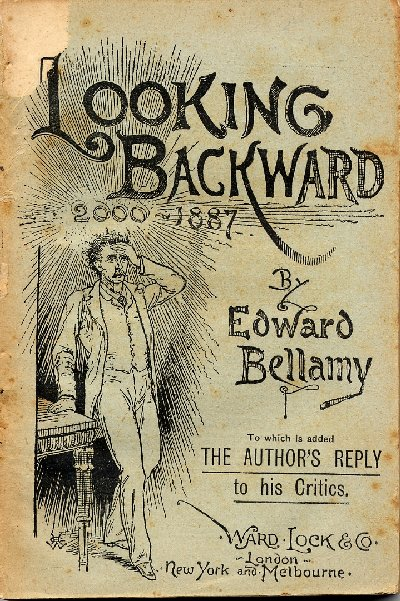 LOOKING
BACKWARD
2000-1887
By
Edward
Bellamy
To which is added
THE AUTHOR'S REPLY
to his Critics.
WARD·LOCK & Co.
London
New York and Melbourne.